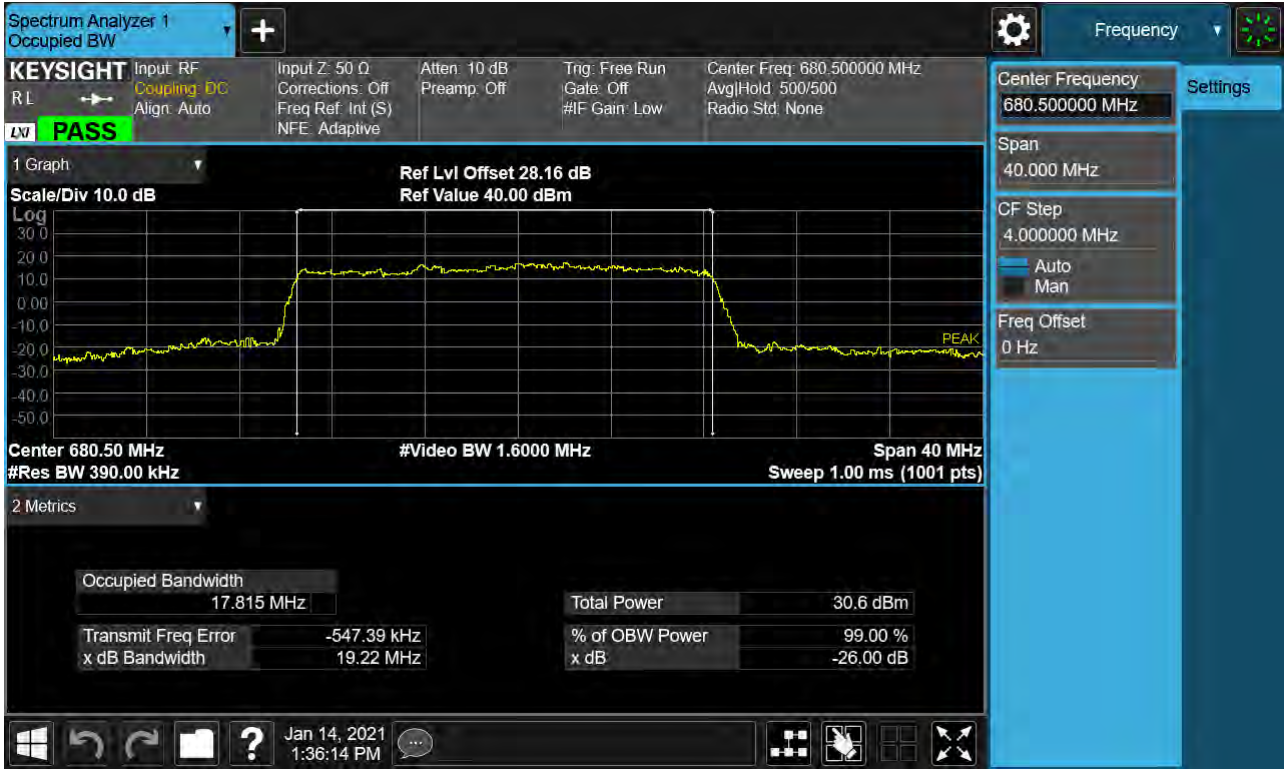 Spectrum Analyzer 1
Occupied BW
+
Frequency
KEYSIGHT
R L
LXI
PASS
Input: RF
Coupling: DC
Align: Auto
Input Z: 50 Ω
Corrections: Off
Freq Ref: Int (S)
NFE: Adaptive
Atten: 10 dB
Preamp: Off
Trig: Free Run
Gate: Off
#IF Gain: Low
Center Freq: 680.500000 MHz
Avg|Hold: 500/500
Radio Std: None
Center Frequency
680.500000 MHz
Settings
Span
40.000 MHz
CF Step
4.000000 MHz
Auto
Man
Freq Offset
0 Hz
1 Graph
Scale/Div 10.0 dB
Ref Lvl Offset 28.16 dB
Ref Value 40.00 dBm
Log
30.0
20.0
10.0
0.00
-10.0
-20.0
-30.0
-40.0
-50.0
PEAK
Center 680.50 MHz
#Video BW 1.6000 MHz
Span 40 MHz
#Res BW 390.00 kHz
Sweep 1.00 ms (1001 pts)
2 Metrics
Occupied Bandwidth
17.815 MHz
Total Power 30.6 dBm
Transmit Freq Error -547.39 kHz
% of OBW Power 99.00 %
x dB Bandwidth 19.22 MHz
x dB -26.00 dB
?
Jan 14, 2021
1:36:14 PM